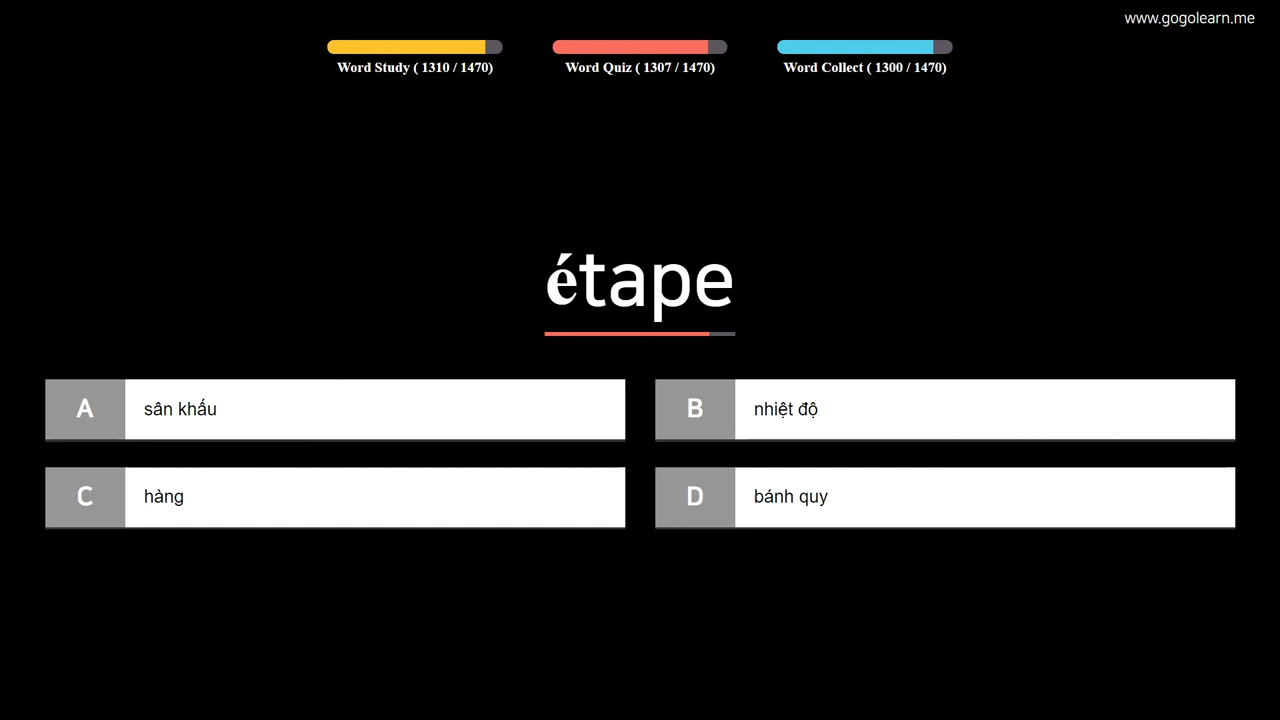 www.gogolearn.me
Word Study ( 1310 / 1470)
Word Quiz ( 1307 / 1470)
Word Collect ( 1300 / 1470)
étape
A sân khấu
B nhiệt độ
C hàng
D bánh quy